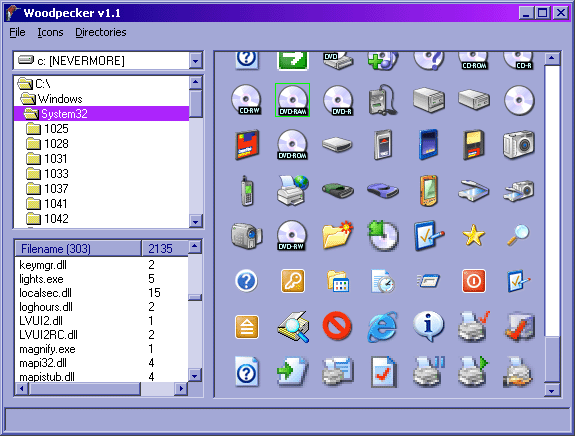 Woodpecker v1.1
File Icons Directories
c: [NEVERMORE]
C:\
Windows
System32
1025
1028
1031
1033
1037
1041
1042
Filename (303) 2135
keymgr.dll 2
lights.exe 5
localsec.dll 15
loghours.dll 2
LVUI2.dll 1
LVUI2RC.dll 2
magnify.exe 1
mapi32.dll 4
mapistub.dll 4
DVD
CD-ROM
DVD-R
CD-RW
DVD-RAM
DVD-R
CD-R
DVD-ROM
DVD-RW